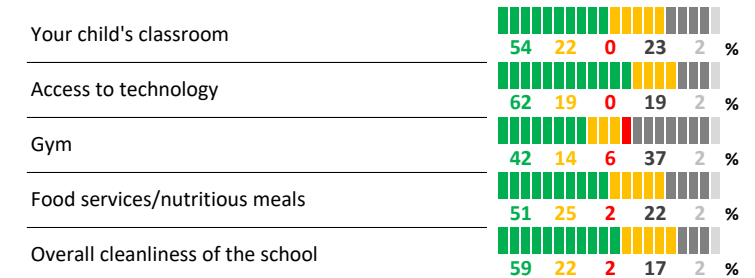 Your child's classroom
54 22 0 23 2 %
Access to technology
62 19 0 19 2 %
Gym
42 14 6 37 2 %
Food services/nutritious meals
51 25 2 22 2 %
Overall cleanliness of the school
59 22 2 17 2 %